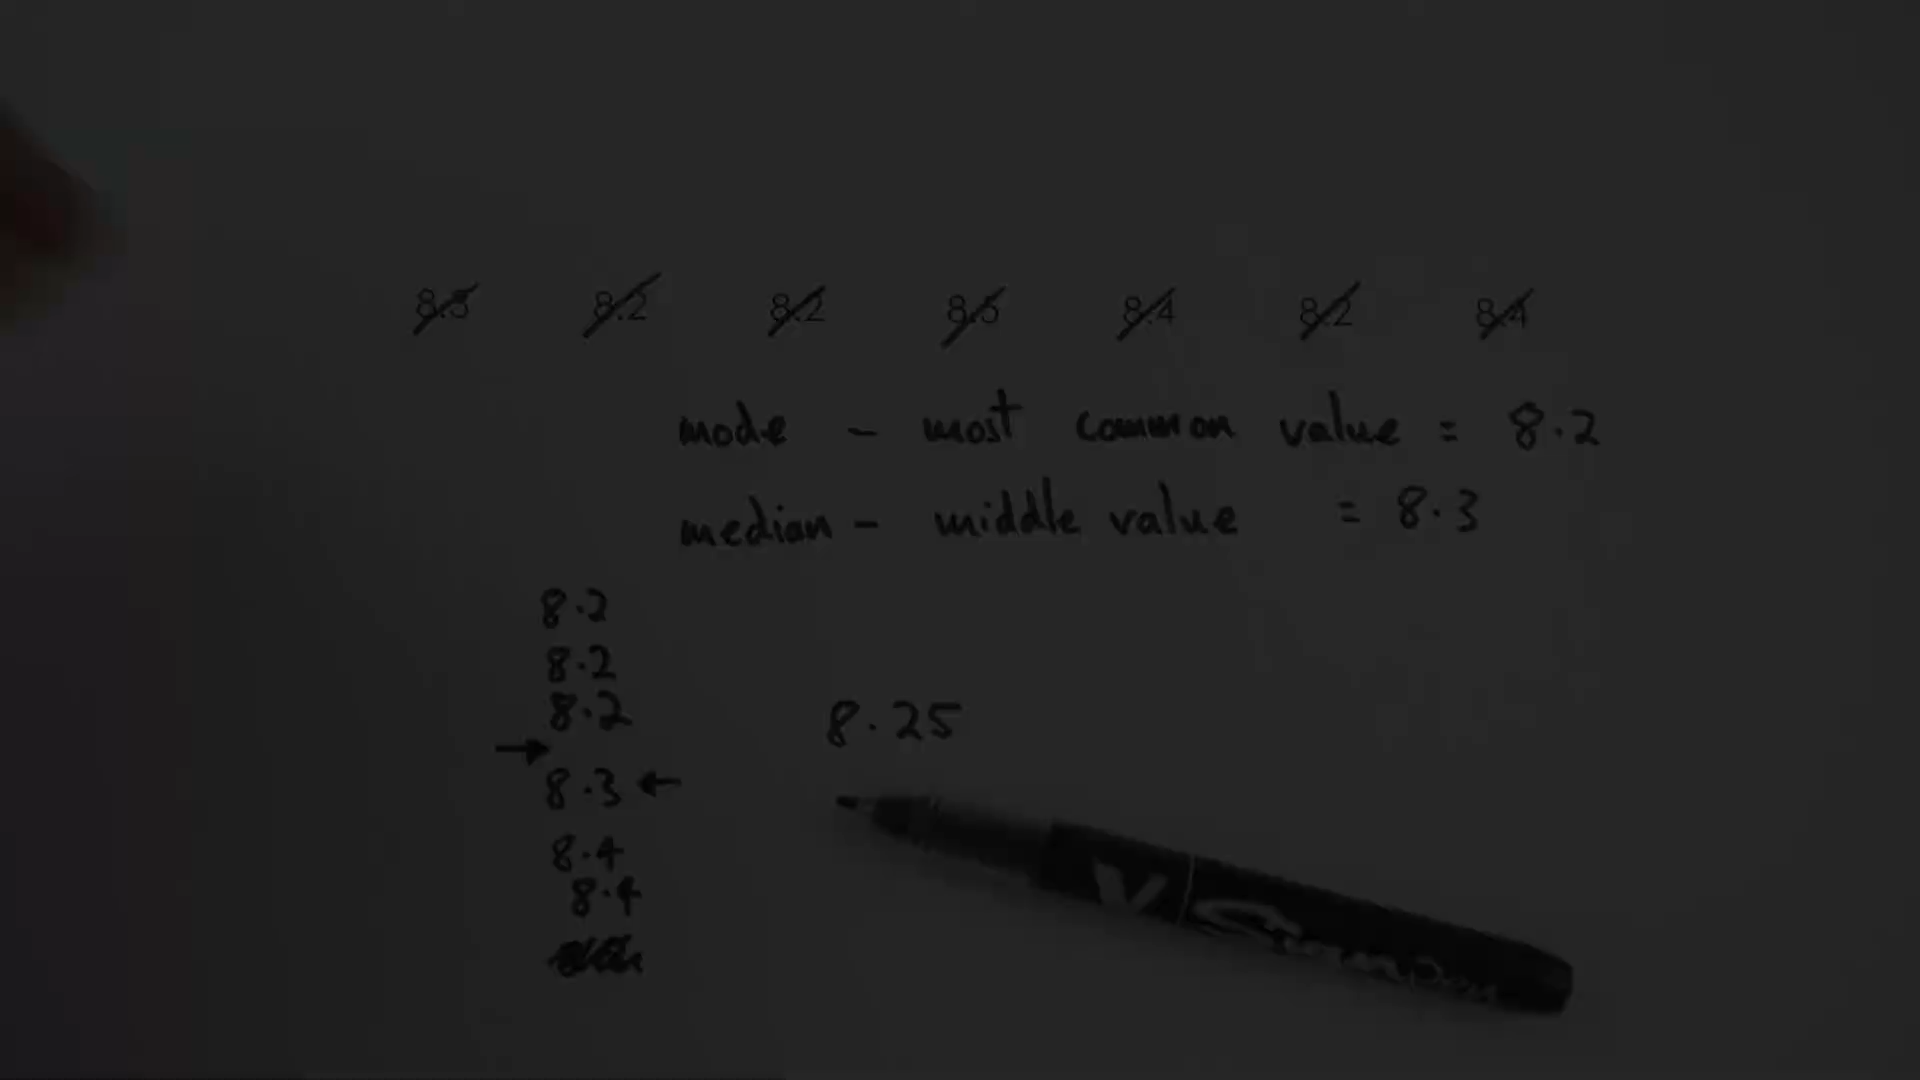 8.3 8.2 8.2 8.5 8.4 8.2 8.4
mode - most common value = 8.2
median - middle value = 8.3
8.2
8.2
8.2
8.25
→
8.3 ←
8.4
8.4
V